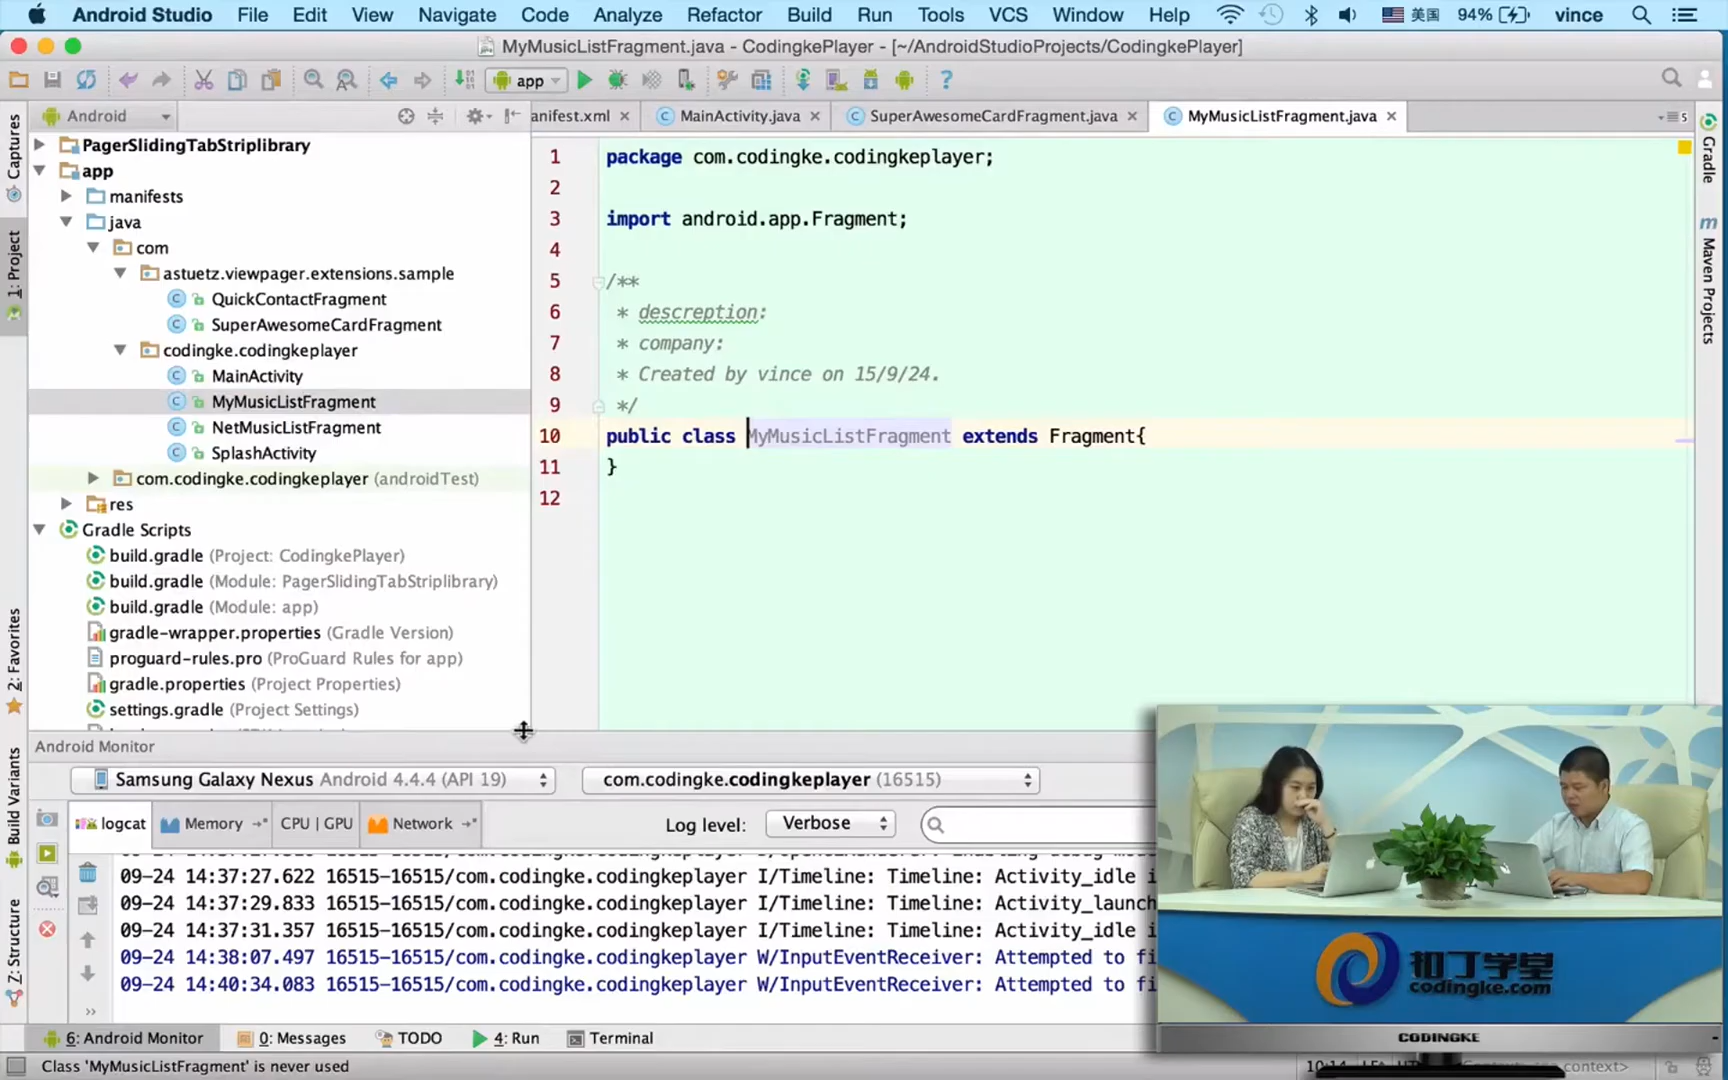 Android Studio File Edit View Navigate Code Analyze Refactor Build Run Tools VCS Window Help 美国 94% vince
MyMusicListFragment.java - CodingkePlayer - [~/AndroidStudioProjects/CodingkePlayer]
app
Android
anifest.xml MainActivity.java SuperAwesomeCardFragment.java MyMusicListFragment.java 5
Captures
1: Project
2: Favorites
Build Variants
Z: Structure
PagerSlidingTabStriplibrary
app
manifests
java
com
astuetz.viewpager.extensions.sample
QuickContactFragment
SuperAwesomeCardFragment
codingke.codingkeplayer
MainActivity
MyMusicListFragment
NetMusicListFragment
SplashActivity
com.codingke.codingkeplayer (androidTest)
res
Gradle Scripts
build.gradle (Project: CodingkePlayer)
build.gradle (Module: PagerSlidingTabStriplibrary)
build.gradle (Module: app)
gradle-wrapper.properties (Gradle Version)
proguard-rules.pro (ProGuard Rules for app)
gradle.properties (Project Properties)
settings.gradle (Project Settings)
1 package com.codingke.codingkeplayer;
2
3 import android.app.Fragment;
4
5 /**
6 * descreption:
7 * company:
8 * Created by vince on 15/9/24.
9 */
10 public class MyMusicListFragment extends Fragment{
11 }
12
Gradle
Maven Projects
Android Monitor
Samsung Galaxy Nexus Android 4.4.4 (API 19) com.codingke.codingkeplayer (16515)
logcat Memory CPU | GPU Network Log level: Verbose
09-24 14:37:27.622 16515-16515/com.codingke.codingkeplayer I/Timeline: Timeline: Activity_idle i
09-24 14:37:29.833 16515-16515/com.codingke.codingkeplayer I/Timeline: Timeline: Activity_launch
09-24 14:37:31.357 16515-16515/com.codingke.codingkeplayer I/Timeline: Timeline: Activity_idle i
09-24 14:38:07.497 16515-16515/com.codingke.codingkeplayer W/InputEventReceiver: Attempted to fi
09-24 14:40:34.083 16515-16515/com.codingke.codingkeplayer W/InputEventReceiver: Attempted to fi
扣丁学堂
codingke.com
CODINGKE
6: Android Monitor 0: Messages TODO 4: Run Terminal
Class 'MyMusicListFragment' is never used